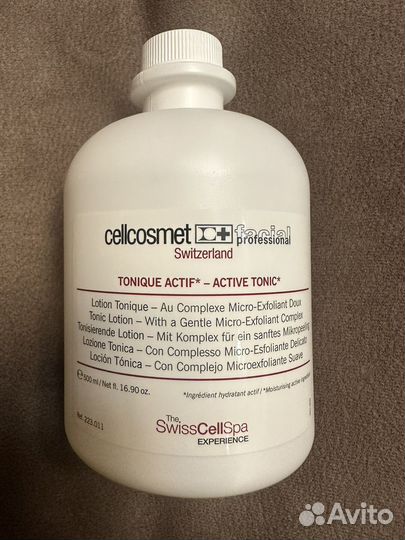 cellcosmet facial
professional
Switzerland
TONIQUE ACTIF* – ACTIVE TONIC*
Lotion Tonique – Au Complexe Micro-Exfoliant Doux
Tonic Lotion – With a Gentle Micro-Exfoliant Complex
Tonisierende Lotion – Mit Komplex für ein sanftes Mikropeeling
Lozione Tonica – Con Complesso Micro-Esfoliante Delicato
Loción Tónica – Con Complejo Microexfoliante Suave
*Ingrédient hydratant actif / *Moisturising active ingredient
e 500 ml / Net fl. 16.90 oz.
Ref. 223.011
The
SwissCellSpa
EXPERIENCE
Avito